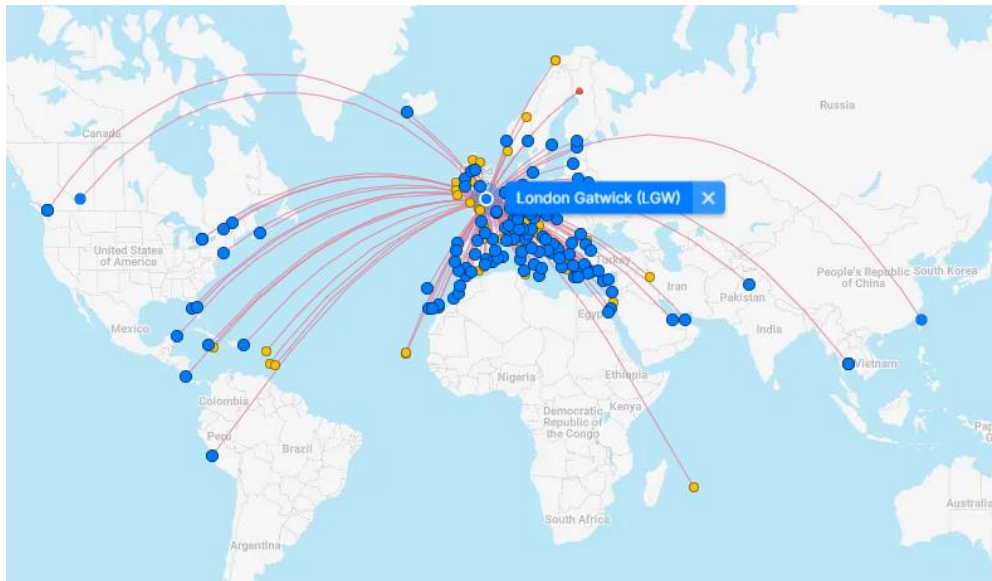 Russia
Canada
London Gatwick (LGW) ×
United States
of America
Turkey
People's Republic
of China
South Korea
Iran
Pakistan
Egypt
Mexico
India
Vietnam
Nigeria
Ethiopia
Colombia
Kenya
Democratic
Republic of
the Congo
Peru
Brazil
Australia
South Africa
Argentina